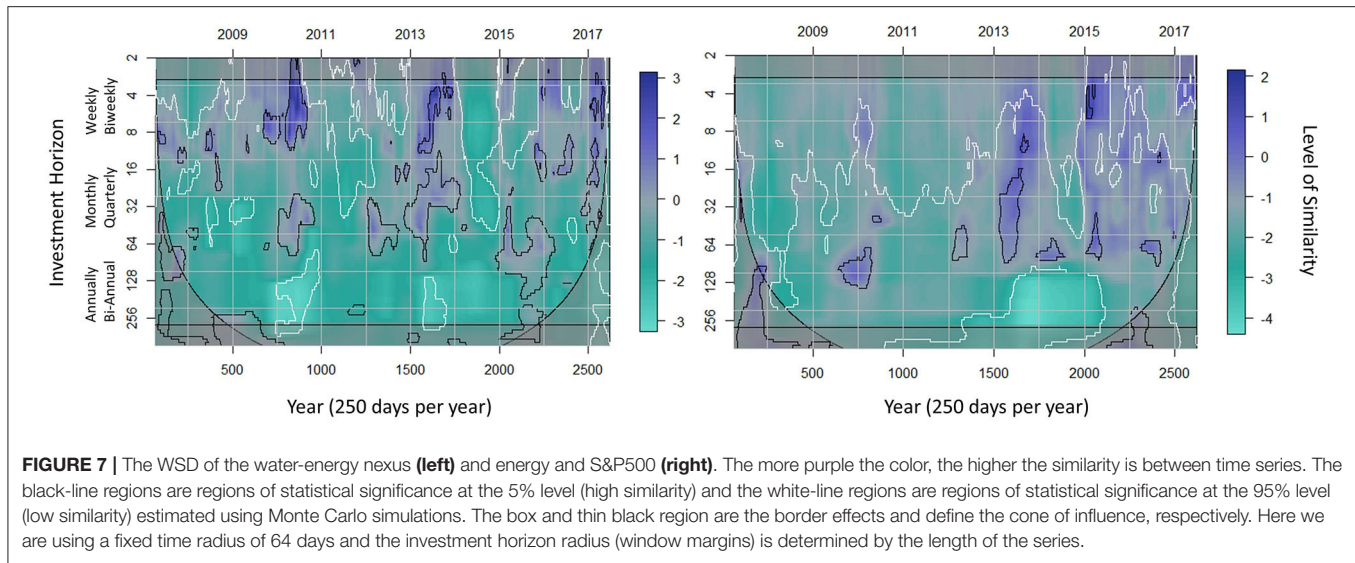 2009 2011 2013 2015 2017
2009 2011 2013 2015 2017
Investment Horizon
Weekly
Biweekly
Monthly
Quarterly
Annually
Bi-Annual
2
4
8
16
32
64
128
256
3
2
1
0
-1
-2
-3
2
4
8
16
32
64
128
256
2
1
0
-1
-2
-3
-4
Level of Similarity
500 1000 1500 2000 2500
500 1000 1500 2000 2500
Year (250 days per year)
Year (250 days per year)
FIGURE 7 | The WSD of the water-energy nexus (left) and energy and S&P500 (right). The more purple the color, the higher the similarity is between time series. The
black-line regions are regions of statistical significance at the 5% level (high similarity) and the white-line regions are regions of statistical significance at the 95% level
(low similarity) estimated using Monte Carlo simulations. The box and thin black region are the border effects and define the cone of influence, respectively. Here we
are using a fixed time radius of 64 days and the investment horizon radius (window margins) is determined by the length of the series.